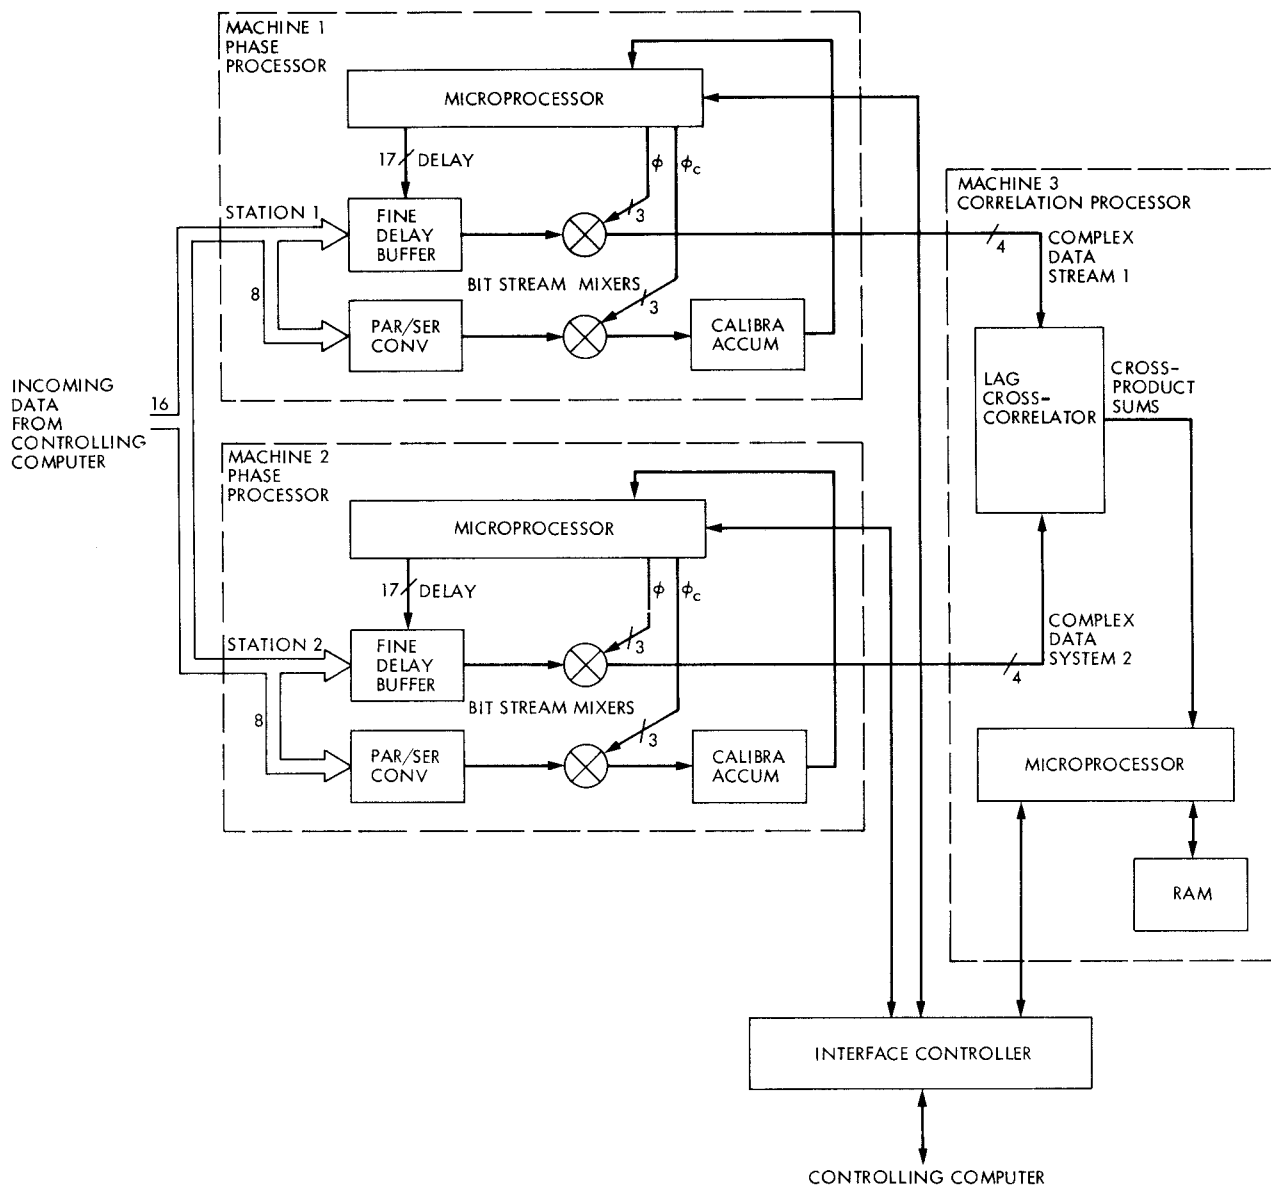 MACHINE 1
PHASE
PROCESSOR
MICROPROCESSOR
17
DELAY
ϕ
ϕc
STATION 1
FINE
DELAY
BUFFER
3
4
8
BIT STREAM MIXERS
3
PAR/SER
CONV
CALIBRA
ACCUM
INCOMING
DATA
FROM
CONTROLLING
COMPUTER
16
MACHINE 2
PHASE
PROCESSOR
MICROPROCESSOR
17
DELAY
ϕ
ϕc
STATION 2
FINE
DELAY
BUFFER
3
4
8
BIT STREAM MIXERS
3
PAR/SER
CONV
CALIBRA
ACCUM
MACHINE 3
CORRELATION PROCESSOR
COMPLEX
DATA
STREAM 1
LAG
CROSS-
CORRELATOR
CROSS-
PRODUCT
SUMS
COMPLEX
DATA
SYSTEM 2
MICROPROCESSOR
RAM
INTERFACE CONTROLLER
CONTROLLING COMPUTER